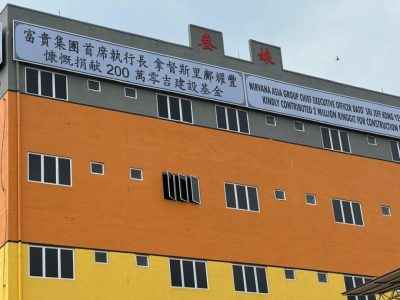 富貴集團首席執行長 拿督斯里鄺耀豐
慷慨捐献 200 萬零吉建設基金
NIRVANA ASIA GROUP CHIEF EXECUTIVE OFFICER DATO' SRI JEFF KONG
KINDLY CONTRIBUTED 2 MILLION RINGGIT FOR CONSTRUCTION